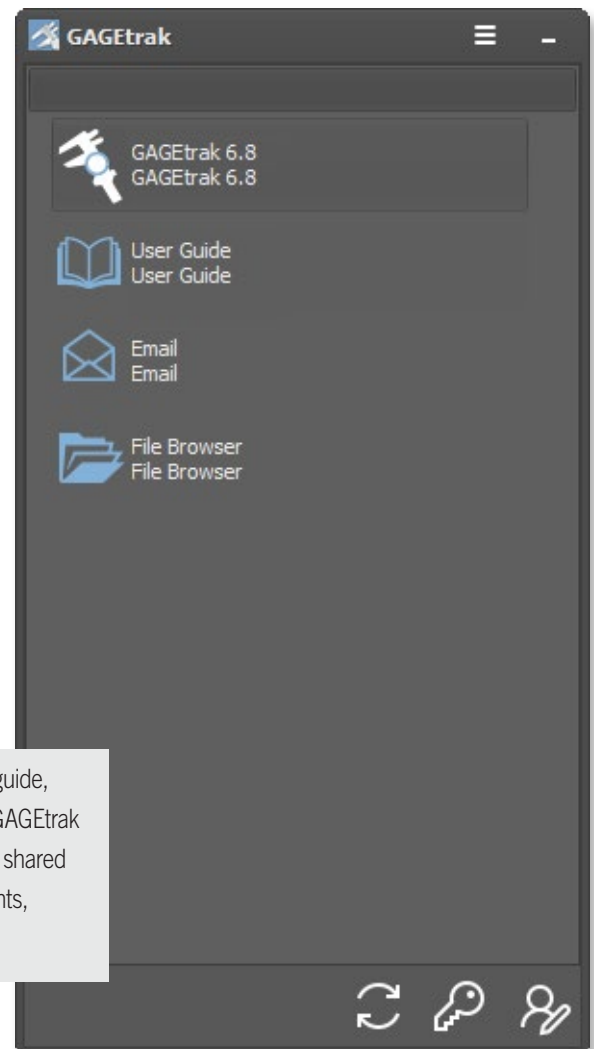 GAGEtrak
GAGEtrak 6.8
GAGEtrak 6.8
User Guide
User Guide
Email
Email
File Browser
File Browser
guide,
GAGEtrak
shared
nts,